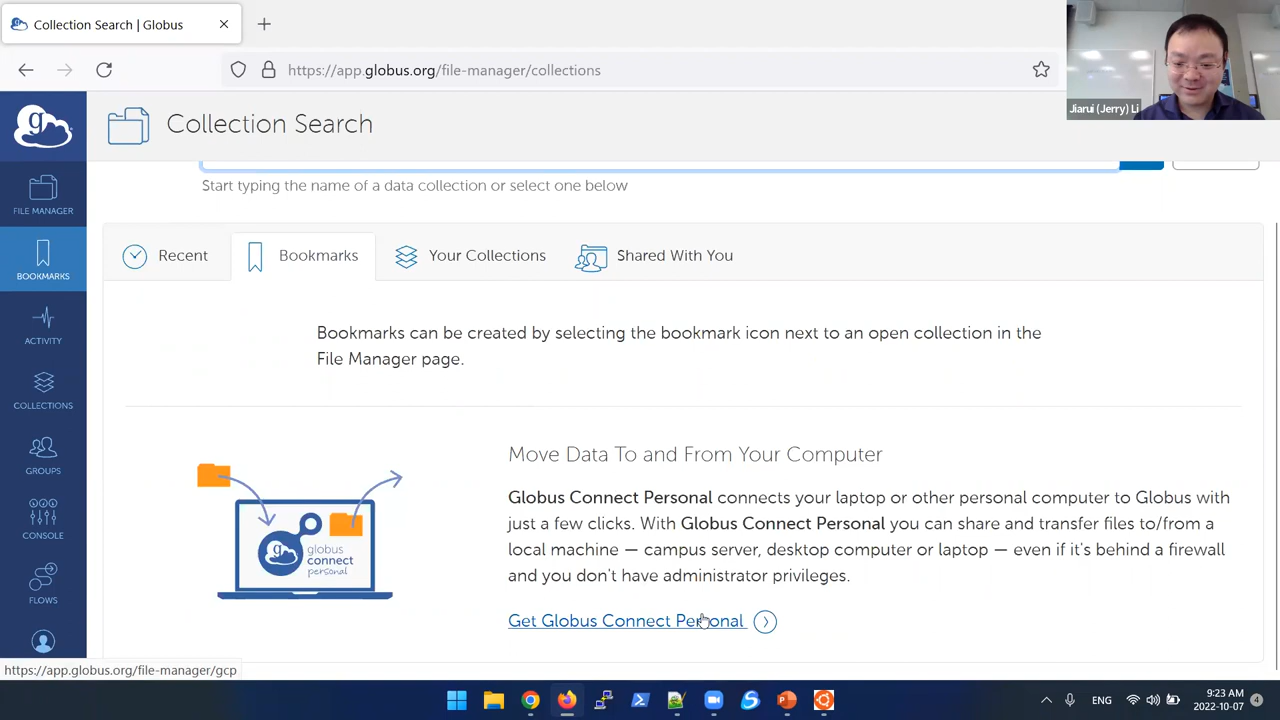 Collection Search | Globus
https://app.globus.org/file-manager/collections
Jiarui (Jerry) Li
g
Collection Search
Start typing the name of a data collection or select one below
FILE MANAGER
BOOKMARKS
ACTIVITY
COLLECTIONS
GROUPS
CONSOLE
FLOWS
Recent
Bookmarks
Your Collections
Shared With You
Bookmarks can be created by selecting the bookmark icon next to an open collection in the
File Manager page.
Move Data To and From Your Computer
Globus Connect Personal connects your laptop or other personal computer to Globus with
just a few clicks. With Globus Connect Personal you can share and transfer files to/from a
local machine — campus server, desktop computer or laptop — even if it's behind a firewall
and you don't have administrator privileges.
g
globus
connect
personal
Get Globus Connect Personal
https://app.globus.org/file-manager/gcp
ENG
9:23 AM
2022-10-07
4